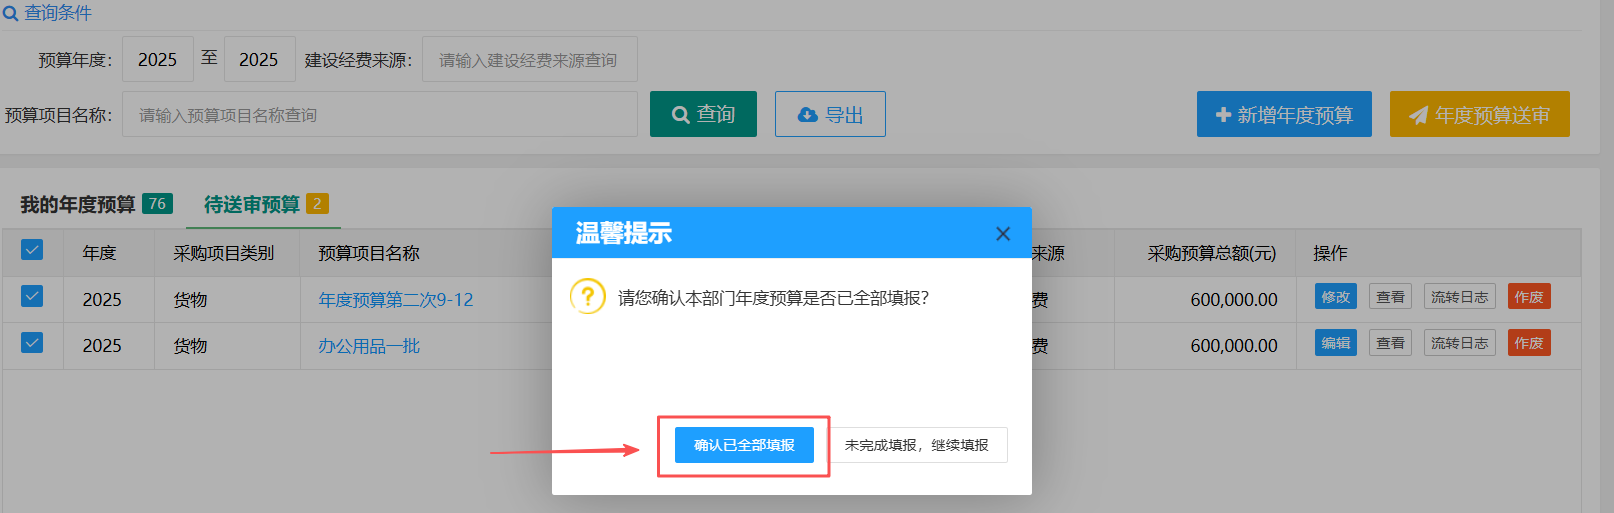 查询条件
预算年度： 2025 至 2025 建设经费来源： 请输入建设经费来源查询
预算项目名称： 请输入预算项目名称查询 查询 导出 新增年度预算 年度预算送审
我的年度预算 76 待送审预算 2
年度 采购项目类别 预算项目名称 来源 采购预算总额(元) 操作
2025 货物 年度预算第二次9-12 费 600,000.00 修改 查看 流转日志 作废
2025 货物 办公用品一批 费 600,000.00 编辑 查看 流转日志 作废
温馨提示
请您确认本部门年度预算是否已全部填报？
确认已全部填报 未完成填报，继续填报